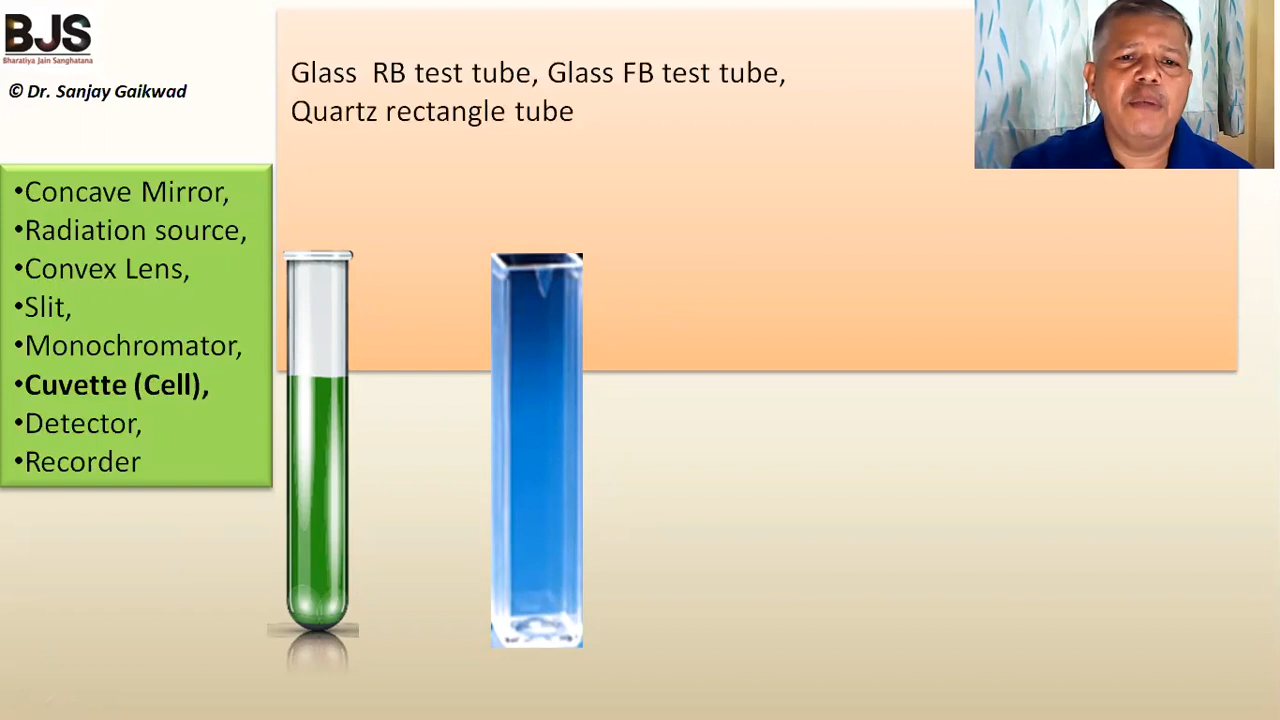 BJS
Bharatiya Jain Sanghatana
© Dr. Sanjay Gaikwad
Glass  RB test tube, Glass FB test tube,
Quartz rectangle tube
•Concave Mirror,
•Radiation source,
•Convex Lens,
•Slit,
•Monochromator,
•Cuvette (Cell),
•Detector,
•Recorder